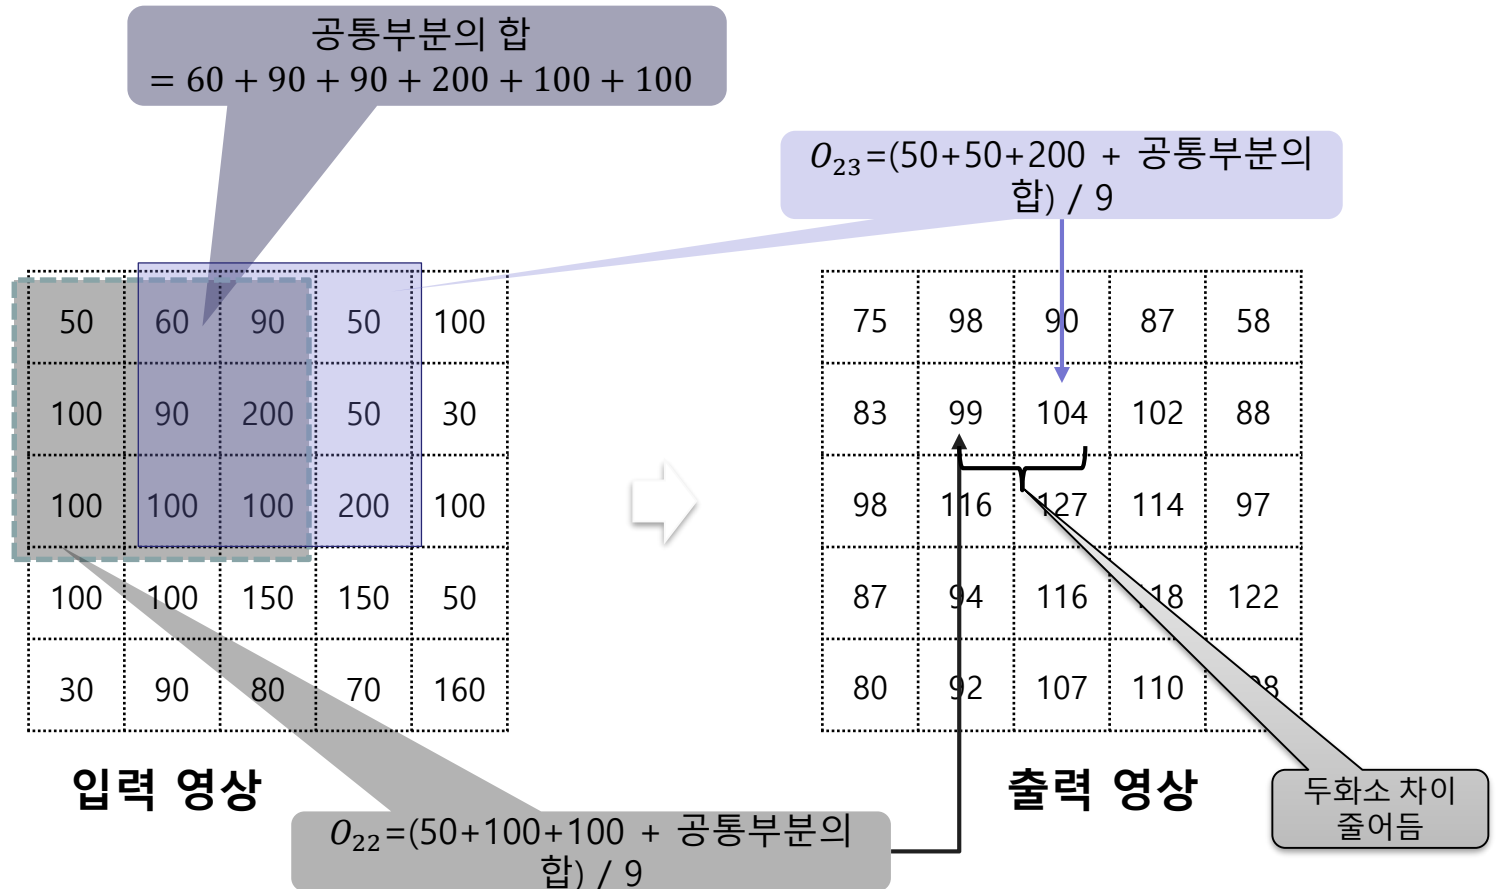 공통부분의 합
= 60 + 90 + 90 + 200 + 100 + 100
O₂₃=(50+50+200 + 공통부분의
합) / 9
50 60 90 50 100
100 90 200 50 30
100 100 100 200 100
100 100 150 150 50
30 90 80 70 160
입력 영상
75 98 90 87 58
83 99 104 102 88
98 116 127 114 97
87 94 116 118 122
80 92 107 110
출력 영상
O₂₂=(50+100+100 + 공통부분의
합) / 9
두화소 차이
줄어듬